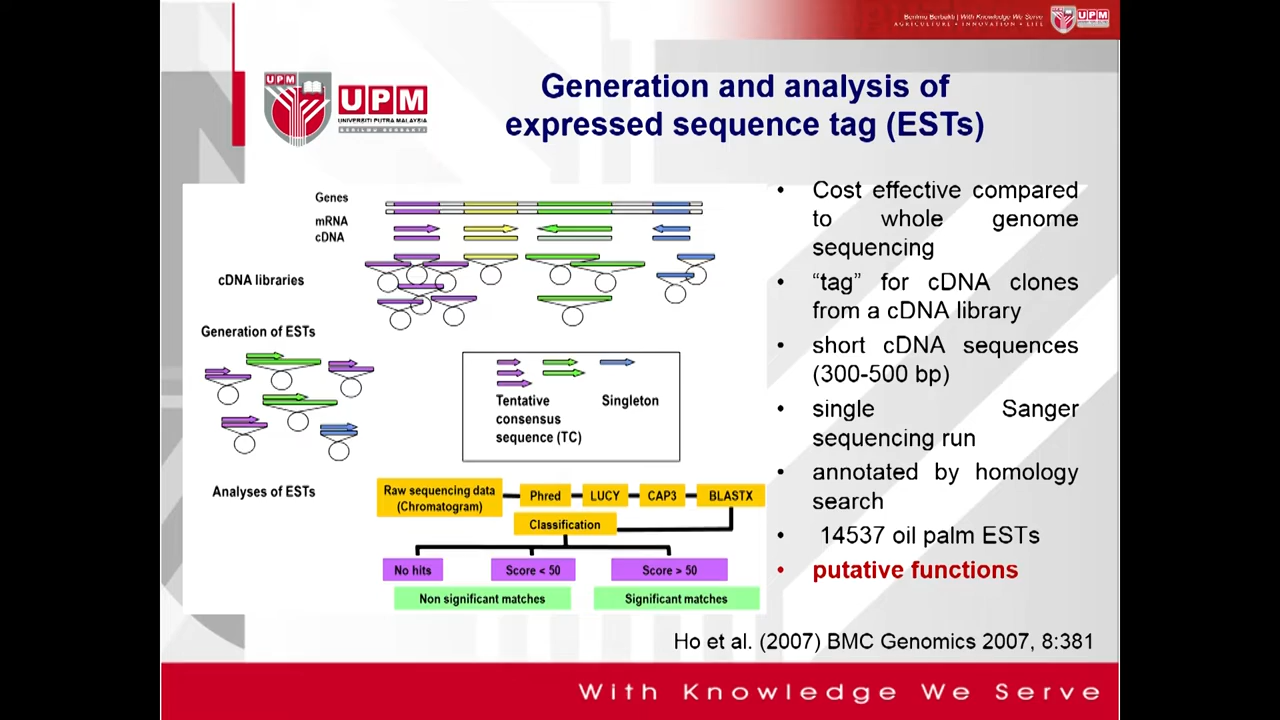 Berilmu Berbakti | With Knowledge We Serve
AGRICULTURE • INNOVATION • LIFE
UPM
UPM
UPM
UNIVERSITI PUTRA MALAYSIA
BERILMU BERBAKTI
Generation and analysis of
expressed sequence tag (ESTs)
Genes
mRNA
cDNA
cDNA libraries
Generation of ESTs
Tentative
consensus
sequence (TC)
Singleton
Analyses of ESTs
Raw sequencing data
(Chromatogram)
Phred
LUCY
CAP3
BLASTX
Classification
No hits
Score < 50
Score > 50
Non significant matches
Significant matches
• Cost effective compared
to whole genome
sequencing
• “tag” for cDNA clones
from a cDNA library
• short cDNA sequences
(300-500 bp)
• single Sanger
sequencing run
• annotated by homology
search
• 14537 oil palm ESTs
• putative functions
Ho et al. (2007) BMC Genomics 2007, 8:381
With Knowledge We Serve